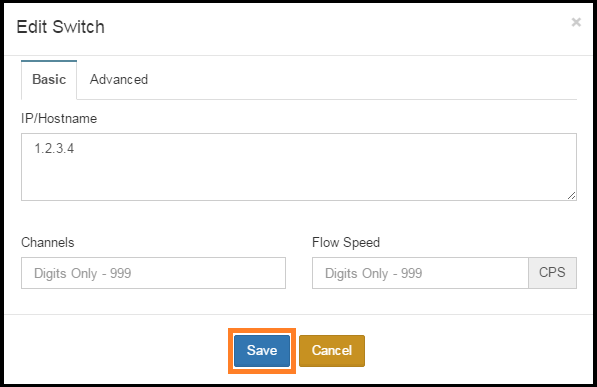 Edit Switch ×
Basic Advanced
IP/Hostname
1.2.3.4
Channels Flow Speed
Digits Only - 999 Digits Only - 999 CPS
Save Cancel